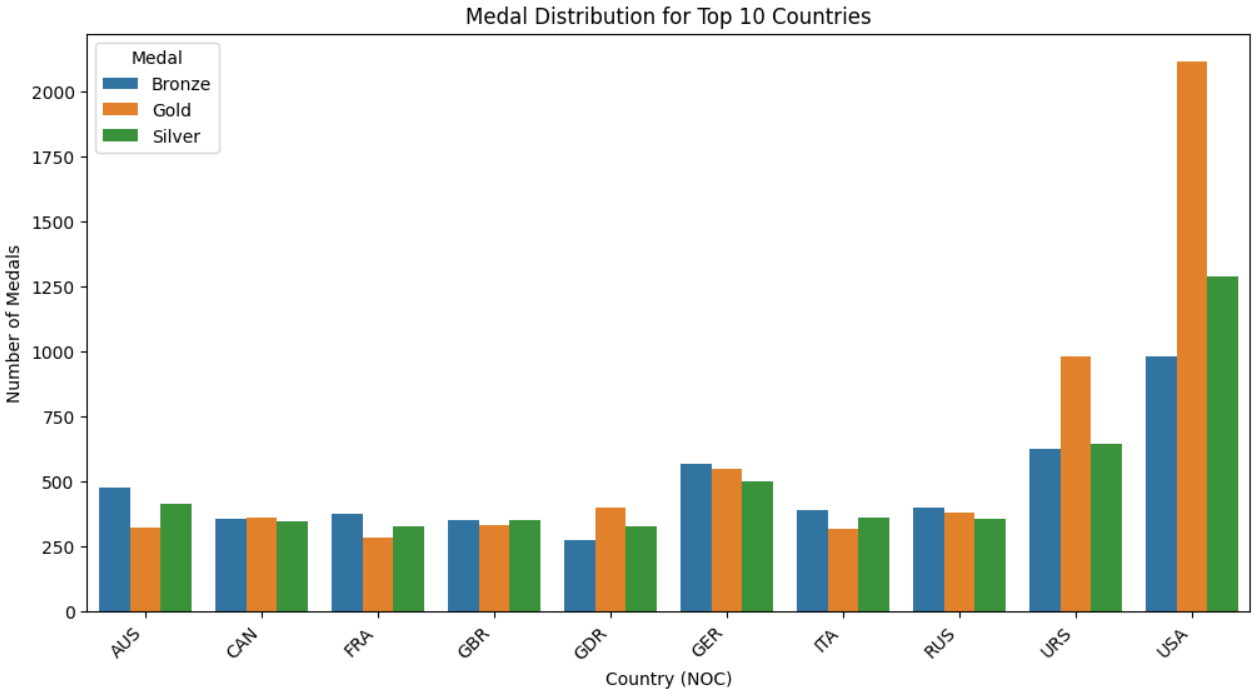 Medal Distribution for Top 10 Countries
Medal
Bronze
Gold
Silver
Number of Medals
2000
1750
1500
1250
1000
750
500
250
0
AUS
CAN
FRA
GBR
GDR
GER
ITA
RUS
URS
USA
Country (NOC)